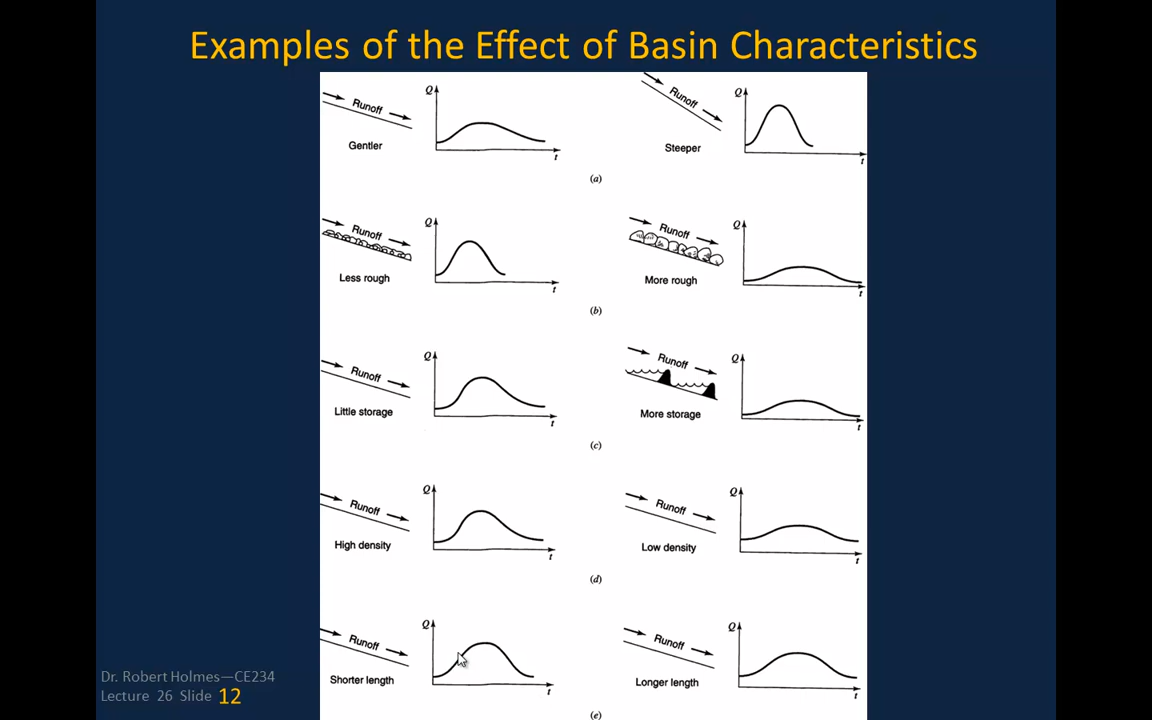 Examples of the Effect of Basin Characteristics
Runoff
Gentler
Q
t
Runoff
Steeper
Q
t
(a)
Runoff
Less rough
Q
t
Runoff
More rough
Q
t
(b)
Runoff
Little storage
Q
t
Runoff
More storage
Q
t
(c)
Runoff
High density
Q
t
Runoff
Low density
Q
t
(d)
Runoff
Shorter length
Q
t
Runoff
Longer length
Q
t
(e)
Dr. Robert Holmes—CE234
Lecture 26 Slide 12